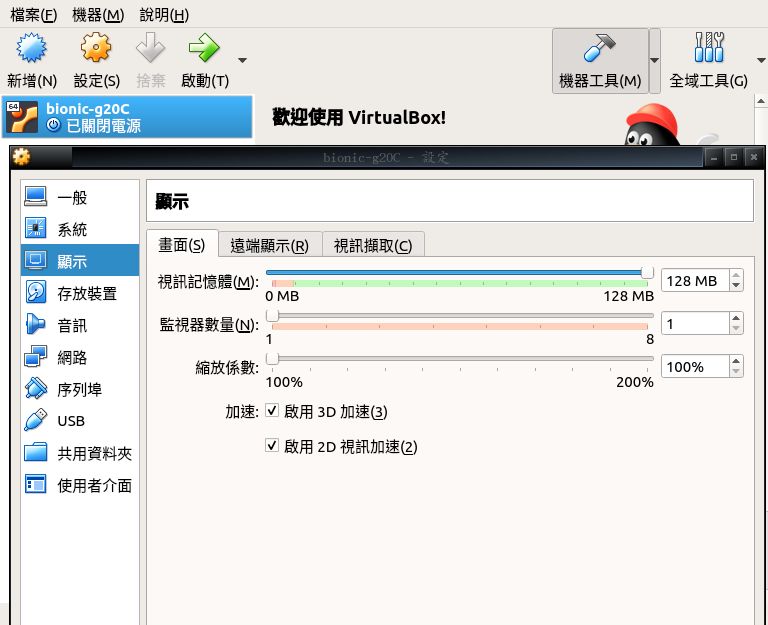 檔案(F) 機器(M) 說明(H)
新增(N) 設定(S) 捨棄 啟動(T) 機器工具(M) 全域工具(G)
64
bionic-g20C
已關閉電源
歡迎使用 VirtualBox!
bionic-g20C - 設定
一般
系統
顯示
存放裝置
音訊
網路
序列埠
USB
共用資料夾
使用者介面
顯示
畫面(S) 遠端顯示(R) 視訊擷取(C)
視訊記憶體(M): 128 MB
0 MB 128 MB
監視器數量(N): 1
1 8
縮放係數: 100%
100% 200%
加速: 啟用 3D 加速(3)
啟用 2D 視訊加速(2)